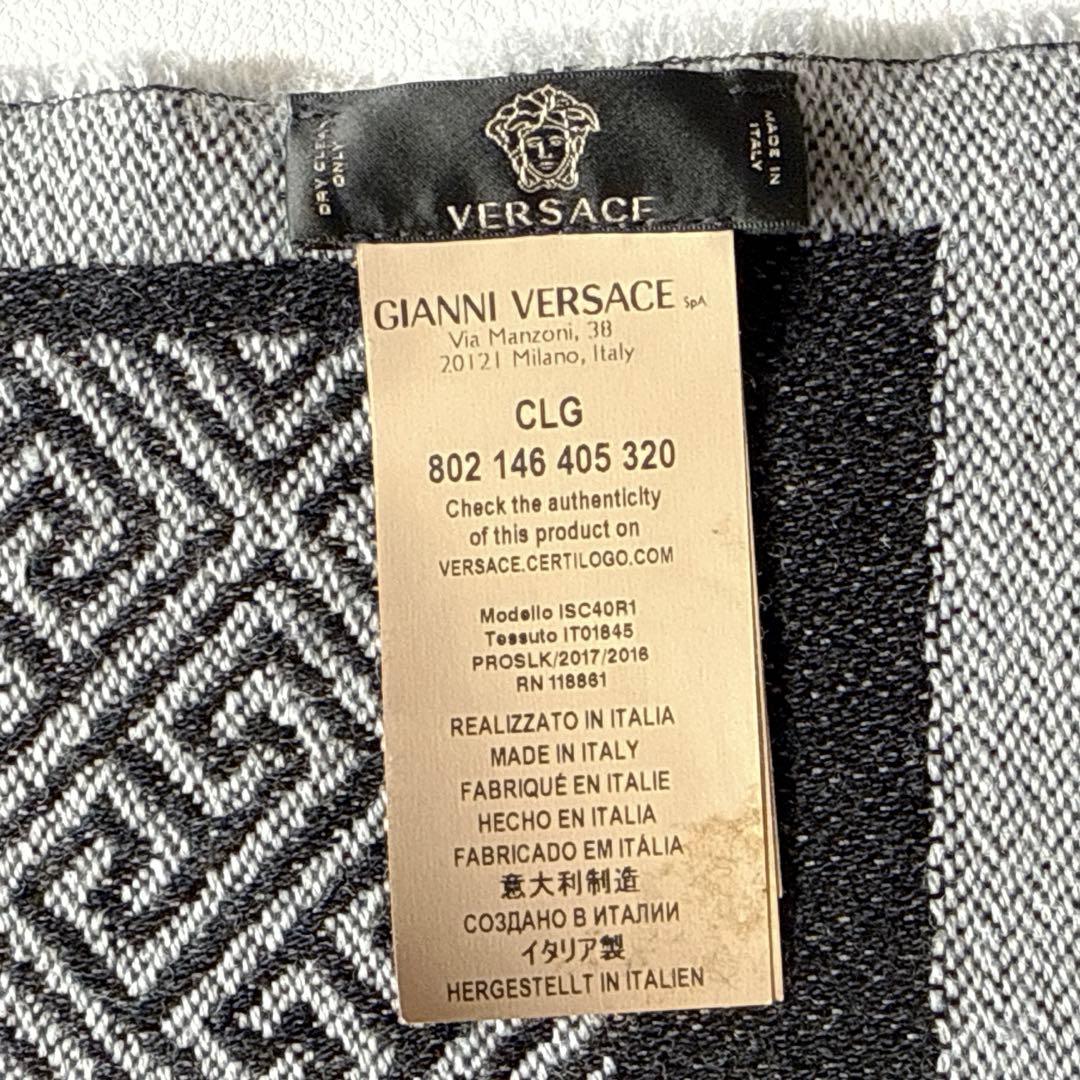 DRY CLEAN
ONLY
VERSACE
MADE IN
ITALY
GIANNI VERSACE SpA
Via Manzoni, 38
20121 Milano, Italy
CLG
802 146 405 320
Check the authenticity
of this product on
VERSACE.CERTILOGO.COM
Modello ISC40R1
Tessuto IT01845
PROSLK/2017/2018
RN 118861
REALIZZATO IN ITALIA
MADE IN ITALY
FABRIQUÉ EN ITALIE
HECHO EN ITALIA
FABRICADO EM ITÁLIA
意大利制造
СОЗДАНО В ИТАЛИИ
イタリア製
HERGESTELLT IN ITALIEN